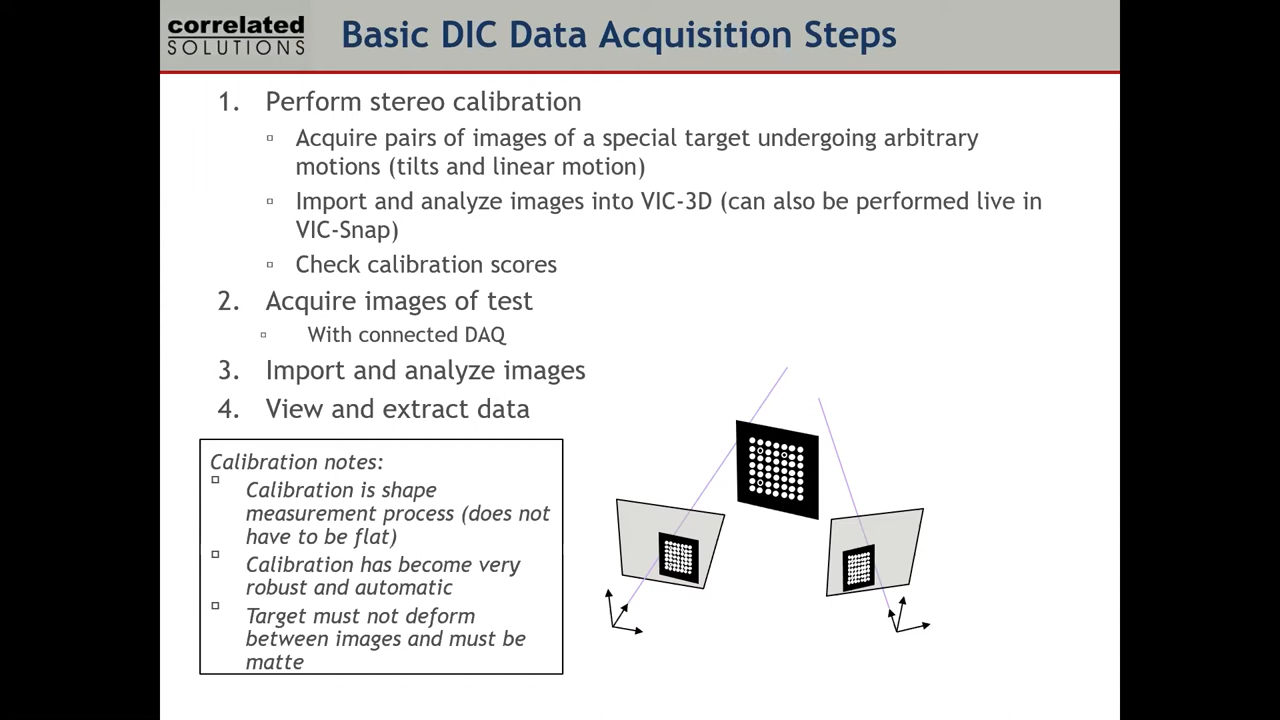 correlated
SOLUTIONS
Basic DIC Data Acquisition Steps
1. Perform stereo calibration
▫ Acquire pairs of images of a special target undergoing arbitrary
motions (tilts and linear motion)
▫ Import and analyze images into VIC-3D (can also be performed live in
VIC-Snap)
▫ Check calibration scores
2. Acquire images of test
▫ With connected DAQ
3. Import and analyze images
4. View and extract data
Calibration notes:
▫ Calibration is shape
measurement process (does not
have to be flat)
▫ Calibration has become very
robust and automatic
▫ Target must not deform
between images and must be
matte